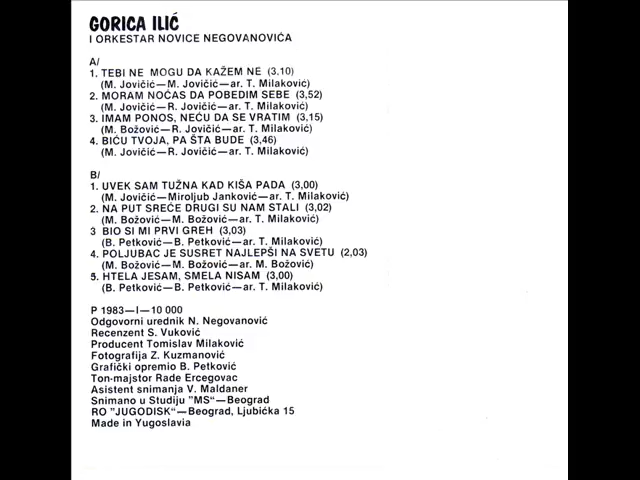 GORICA ILIĆ
I ORKESTAR NOVICE NEGOVANOVIĆA
A/
1. TEBI NE MOGU DA KAŽEM NE (3.10)
(M. Jovičić—M. Jovičić—ar. T. Milaković)
2. MORAM NOĆAS DA POBEDIM SEBE (3,52)
(M. Jovičić—R. Jovičić—ar. T. Milaković)
3. IMAM PONOS, NEĆU DA SE VRATIM (3,15)
(M. Božović—R. Jovičić—ar. T. Milaković)
4. BIĆU TVOJA, PA ŠTA BUDE (3,46)
(M. Jovičić—R. Jovičić—ar. T. Milaković)
B/
1. UVEK SAM TUŽNA KAD KIŠA PADA (3,00)
(M. Jovičić—Miroljub Janković—ar. T. Milaković)
2. NA PUT SREĆE DRUGI SU NAM STALI (3,02)
(M. Božović—M. Božović—ar. T. Milaković)
3 BIO SI MI PRVI GREH (3,03)
(B. Petković—B. Petković—ar. T. Milaković)
4. POLJUBAC JE SUSRET NAJLEPŠI NA SVETU (2,03)
(M. Božović—M. Božović—ar. M. Božović)
5. HTELA JESAM, SMELA NISAM (3,00)
(B. Petković—B. Petković—ar. T. Milaković)
P 1983—I—10 000
Odgovorni urednik N. Negovanović
Recenzent S. Vuković
Producent Tomislav Milaković
Fotografija Z. Kuzmanović
Grafički opremio B. Petković
Ton-majstor Rade Ercegovac
Asistent snimanja V. Maldaner
Snimano u Studiju "MS"—Beograd
RO "JUGODISK"—Beograd, Ljubićka 15
Made in Yugoslavia